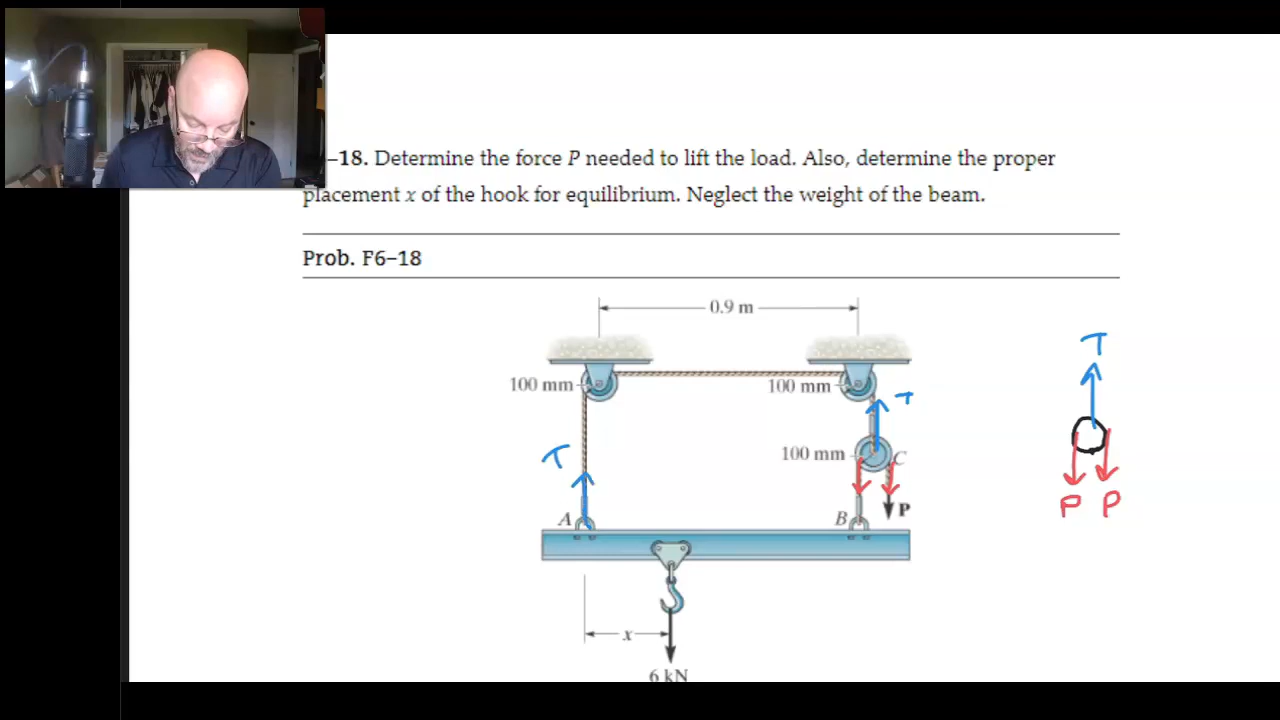 –18. Determine the force P needed to lift the load. Also, determine the proper
placement x of the hook for equilibrium. Neglect the weight of the beam.
Prob. F6–18
0.9 m
100 mm
100 mm
T
T
100 mm
C
T
P
P P
A
B
x
6 kN